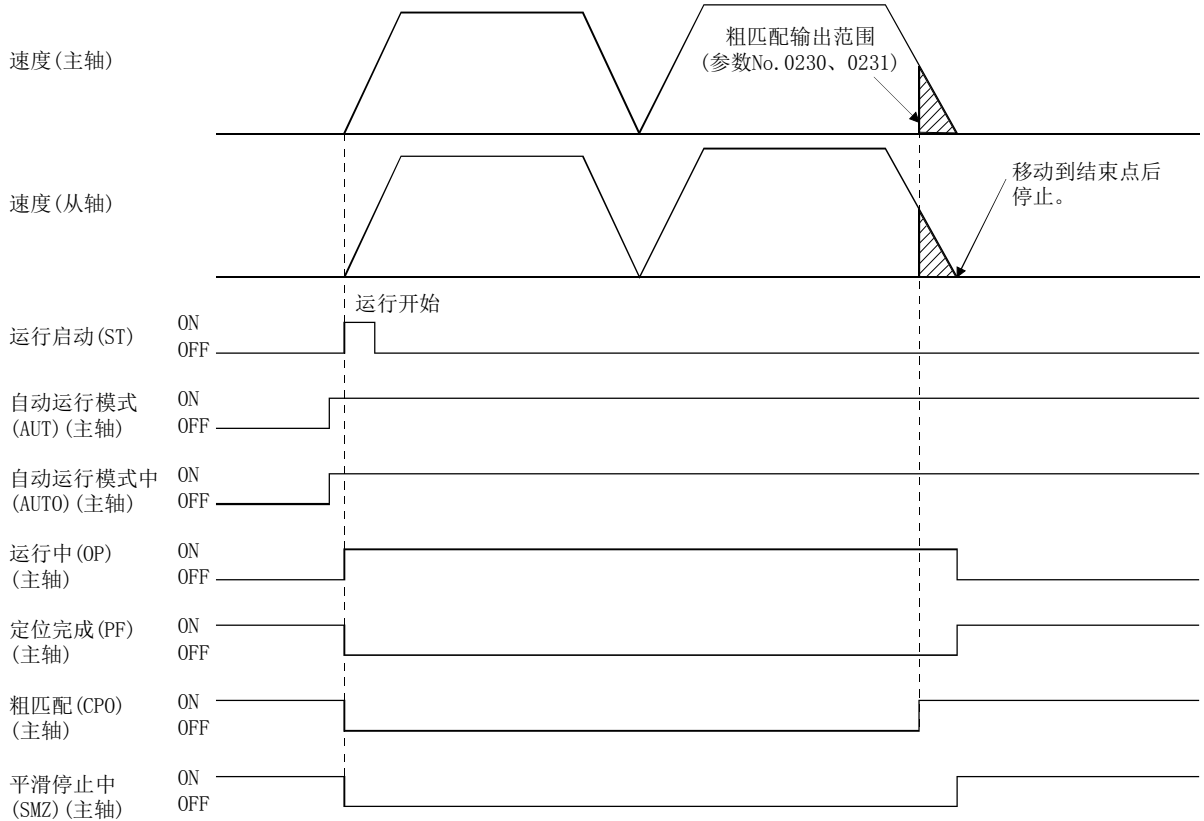 速度(主轴)
粗匹配输出范围
(参数No.0230、0231)
速度(从轴)
移动到结束点后
停止。
运行开始
运行启动(ST)
ON
OFF
自动运行模式
(AUT)(主轴)
ON
OFF
自动运行模式中
(AUTO)(主轴)
ON
OFF
运行中(OP)
(主轴)
ON
OFF
定位完成(PF)
(主轴)
ON
OFF
粗匹配(CPO)
(主轴)
ON
OFF
平滑停止中
(SMZ)(主轴)
ON
OFF